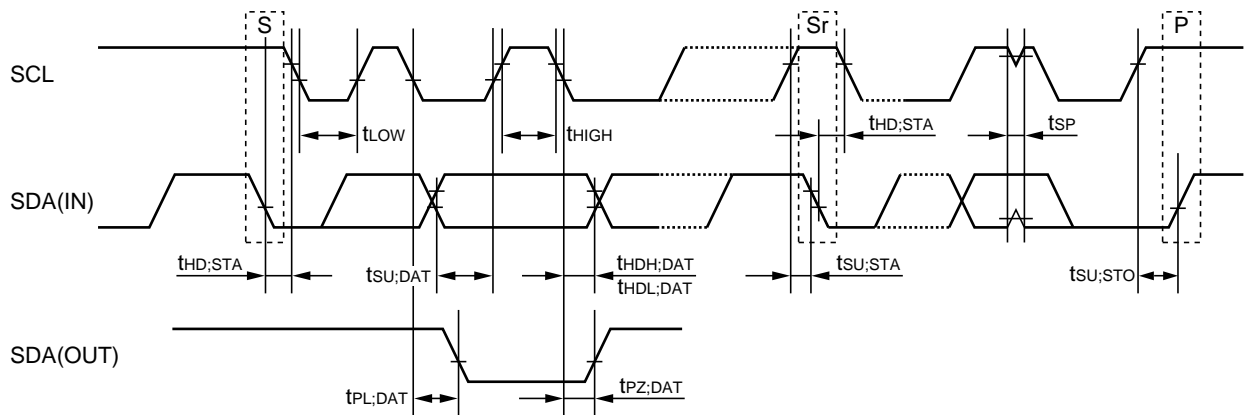 S Sr P
SCL
tLOW tHIGH tHD;STA tSP
SDA(IN)
tHD;STA tSU;DAT tHDH;DAT tSU;STA tSU;STO
tHDL;DAT
SDA(OUT)
tPL;DAT tPZ;DAT